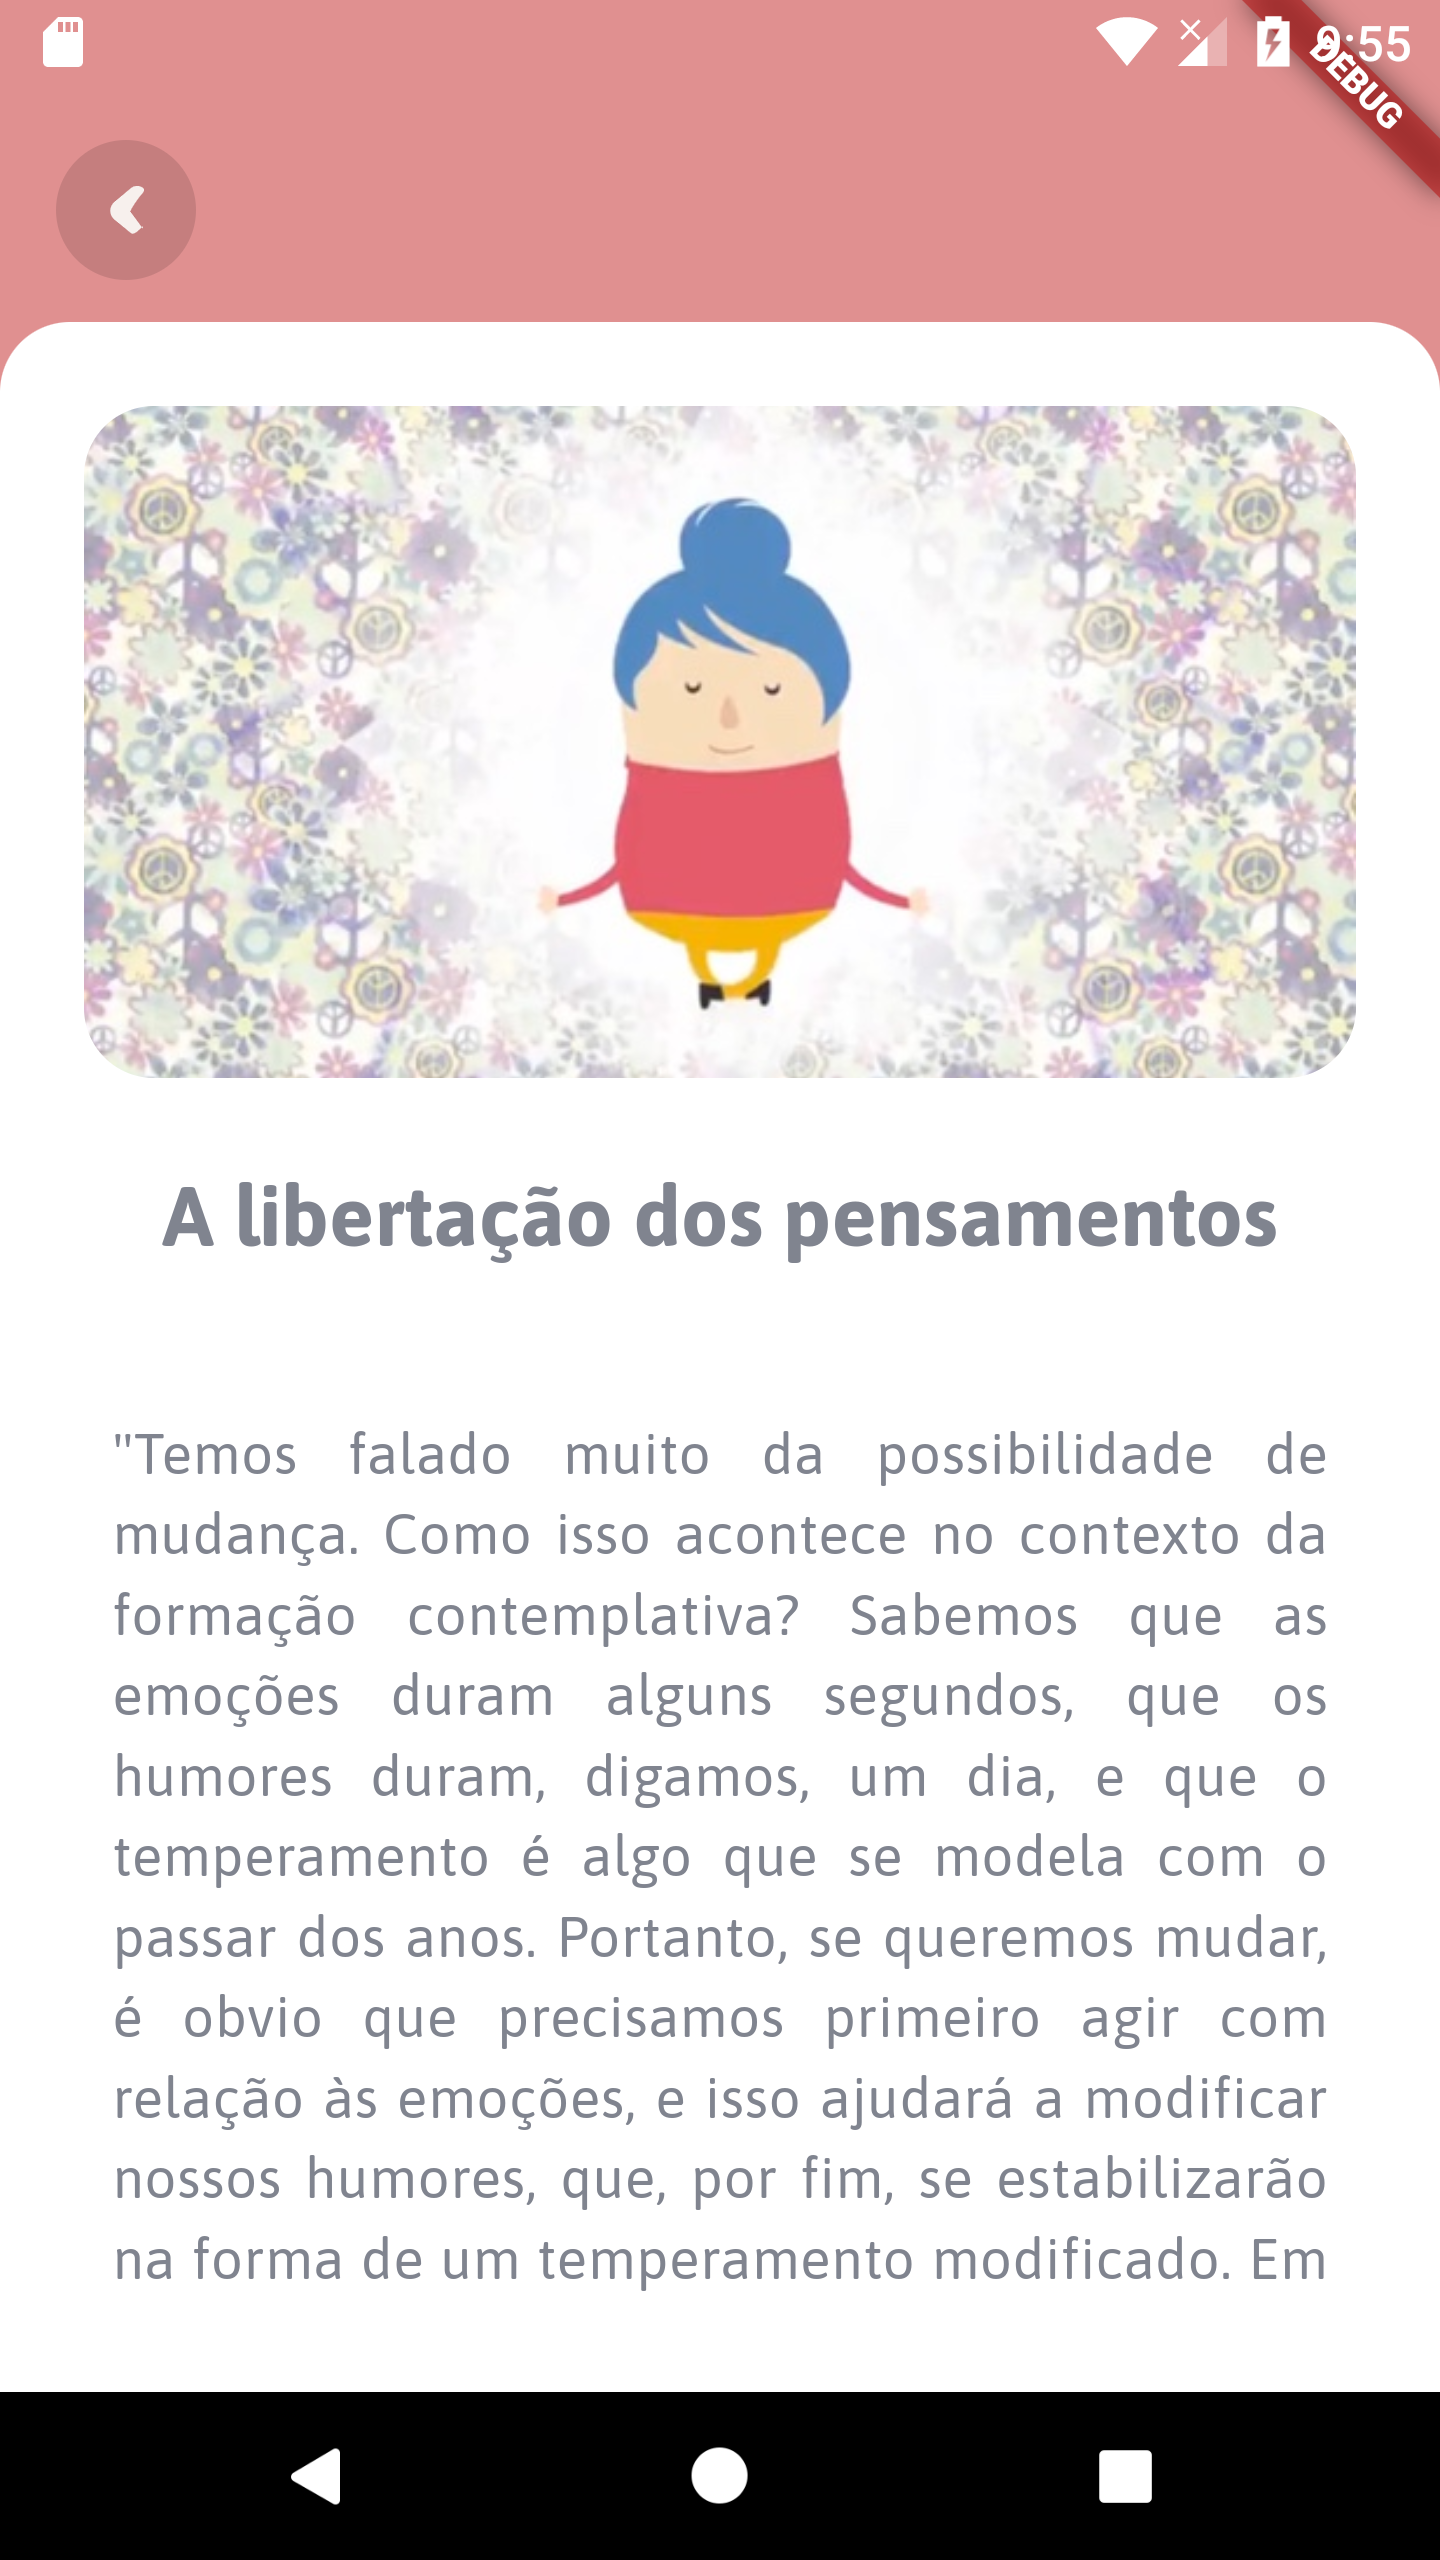 9:55
DEBUG
A libertação dos pensamentos
"Temos falado muito da possibilidade de
mudança. Como isso acontece no contexto da
formação contemplativa? Sabemos que as
emoções duram alguns segundos, que os
humores duram, digamos, um dia, e que o
temperamento é algo que se modela com o
passar dos anos. Portanto, se queremos mudar,
é obvio que precisamos primeiro agir com
relação às emoções, e isso ajudará a modificar
nossos humores, que, por fim, se estabilizarão
na forma de um temperamento modificado. Em